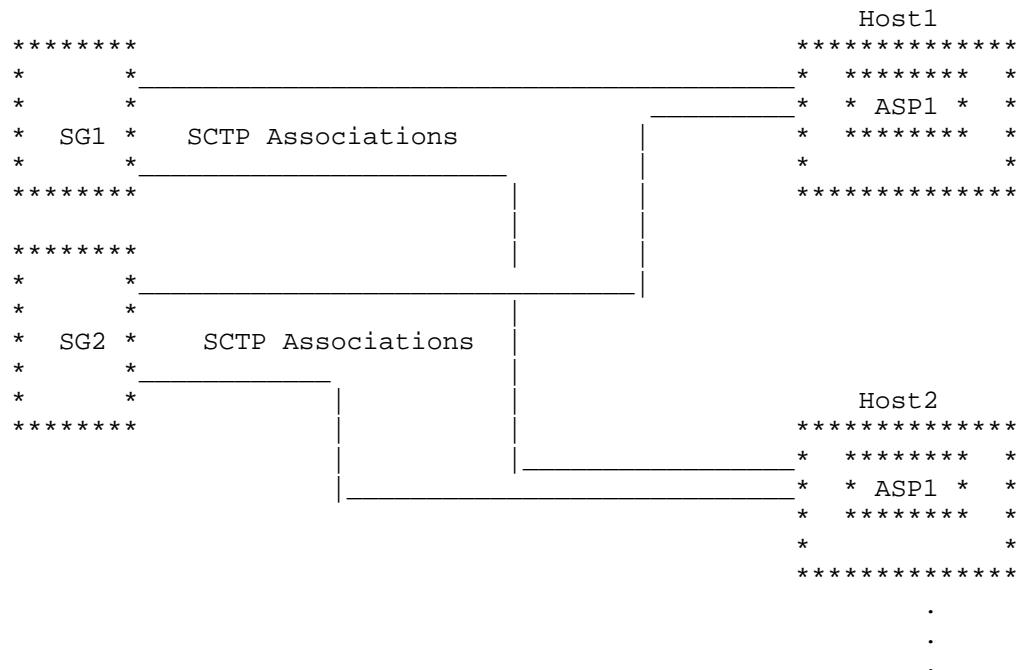 Host1
ASP1
SG1
SCTP Associations
SG2
SCTP Associations
Host2
ASP1